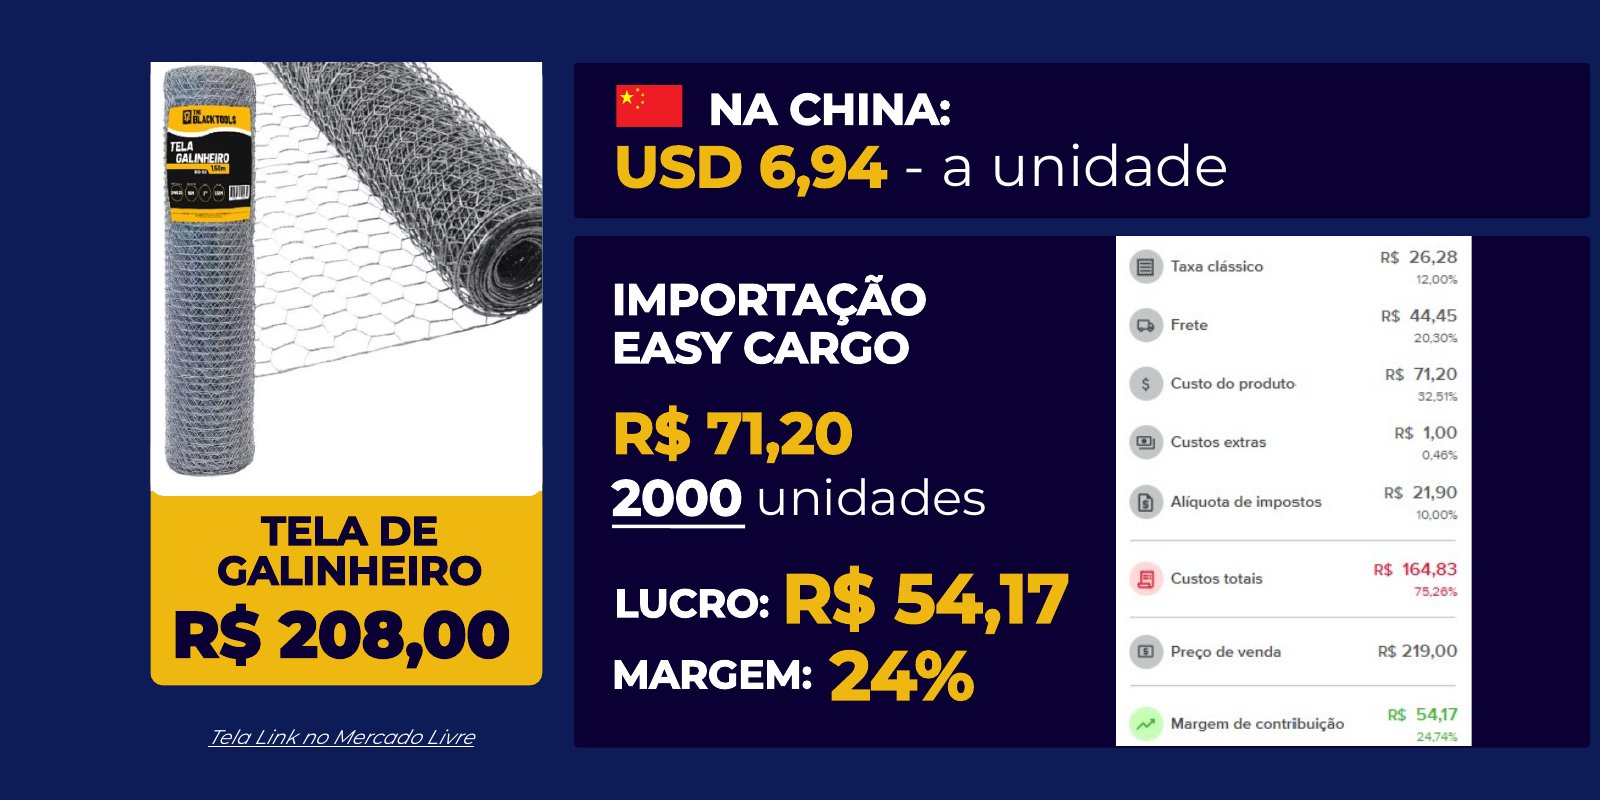 THE
BLACKTOOLS
TELA
GALINHEIRO
1,50m
TELA DE
GALINHEIRO
R$ 208,00
Tela Link no Mercado Livre
NA CHINA:
USD 6,94 - a unidade
IMPORTAÇÃO
EASY CARGO
R$ 71,20
2000 unidades
LUCRO: R$ 54,17
MARGEM: 24%
Taxa clássico R$ 26,28
12,00%
Frete R$ 44,45
20,30%
Custo do produto R$ 71,20
32,51%
Custos extras R$ 1,00
0,46%
Alíquota de impostos R$ 21,90
10,00%
Custos totais R$ 164,83
75,26%
Preço de venda R$ 219,00
Margem de contribuição R$ 54,17
24,74%